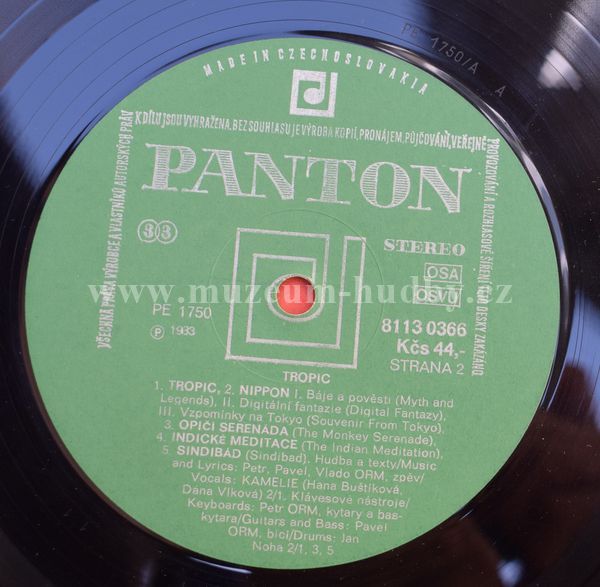 PE 1750/A A
MADE IN CZECHOSLOVAKIA
VŠECHNA PRÁVA VÝROBCE A VLASTNÍKŮ AUTORSKÝCH PRÁV K DÍLU JSOU VYHRAŽENA, BEZ SOUHLASU JE VÝROBA KOPIÍ, PRONÁJEM, PŮJČOVÁNÍ, VEŘEJNÉ PROVOZOVÁNÍ A ROZHLASOVÉ ŠÍŘENÍ TÉTO DESKY ZAKÁZÁNO
PANTON
33
STEREO
OSA
OSVU
www.muzeum-hudby.cz
PE 1750
Ⓟ 1983
8113 0366
Kčs 44,-
STRANA 2
TROPIC
1. TROPIC, 2. NIPPON I. Báje a pověsti (Myth and
Legends), II. Digitální fantazie (Digital Fantazy),
III. Vzpomínky na Tokyo (Souvenir From Tokyo),
3. OPIČÍ SERENÁDA (The Monkey Serenade),
4. INDICKÉ MEDITACE (The Indian Meditation),
5. SINDIBÁD (Sindibád), Hudba a texty/Music
and Lyrics: Petr, Pavel, Vlado ORM, zpěv/
Vocals: KAMELIE (Hana Buštíková,
Dana Vlková) 2/1. Klávesové nástroje/
Keyboards: Petr ORM, kytary a bas-
kytara/Guitars and Bass: Pavel
ORM, bicí/Drums: Jan
Noha 2/1, 3, 5